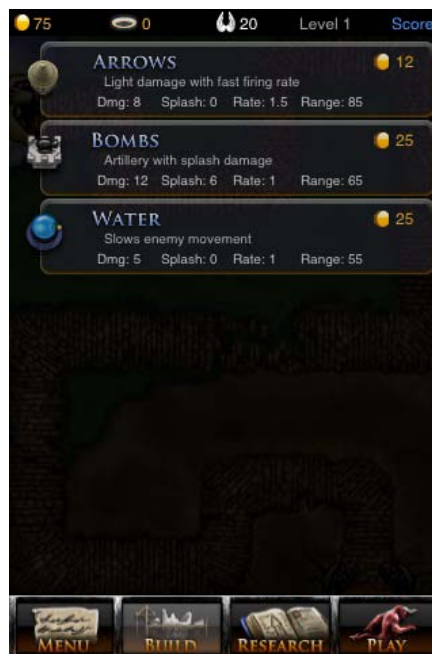 75 0 20 Level 1 Score
ARROWS 12
Light damage with fast firing rate
Dmg: 8 Splash: 0 Rate: 1.5 Range: 85
BOMBS 25
Artillery with splash damage
Dmg: 12 Splash: 6 Rate: 1 Range: 65
WATER 25
Slows enemy movement
Dmg: 5 Splash: 0 Rate: 1 Range: 55
MENU BUILD RESEARCH PLAY